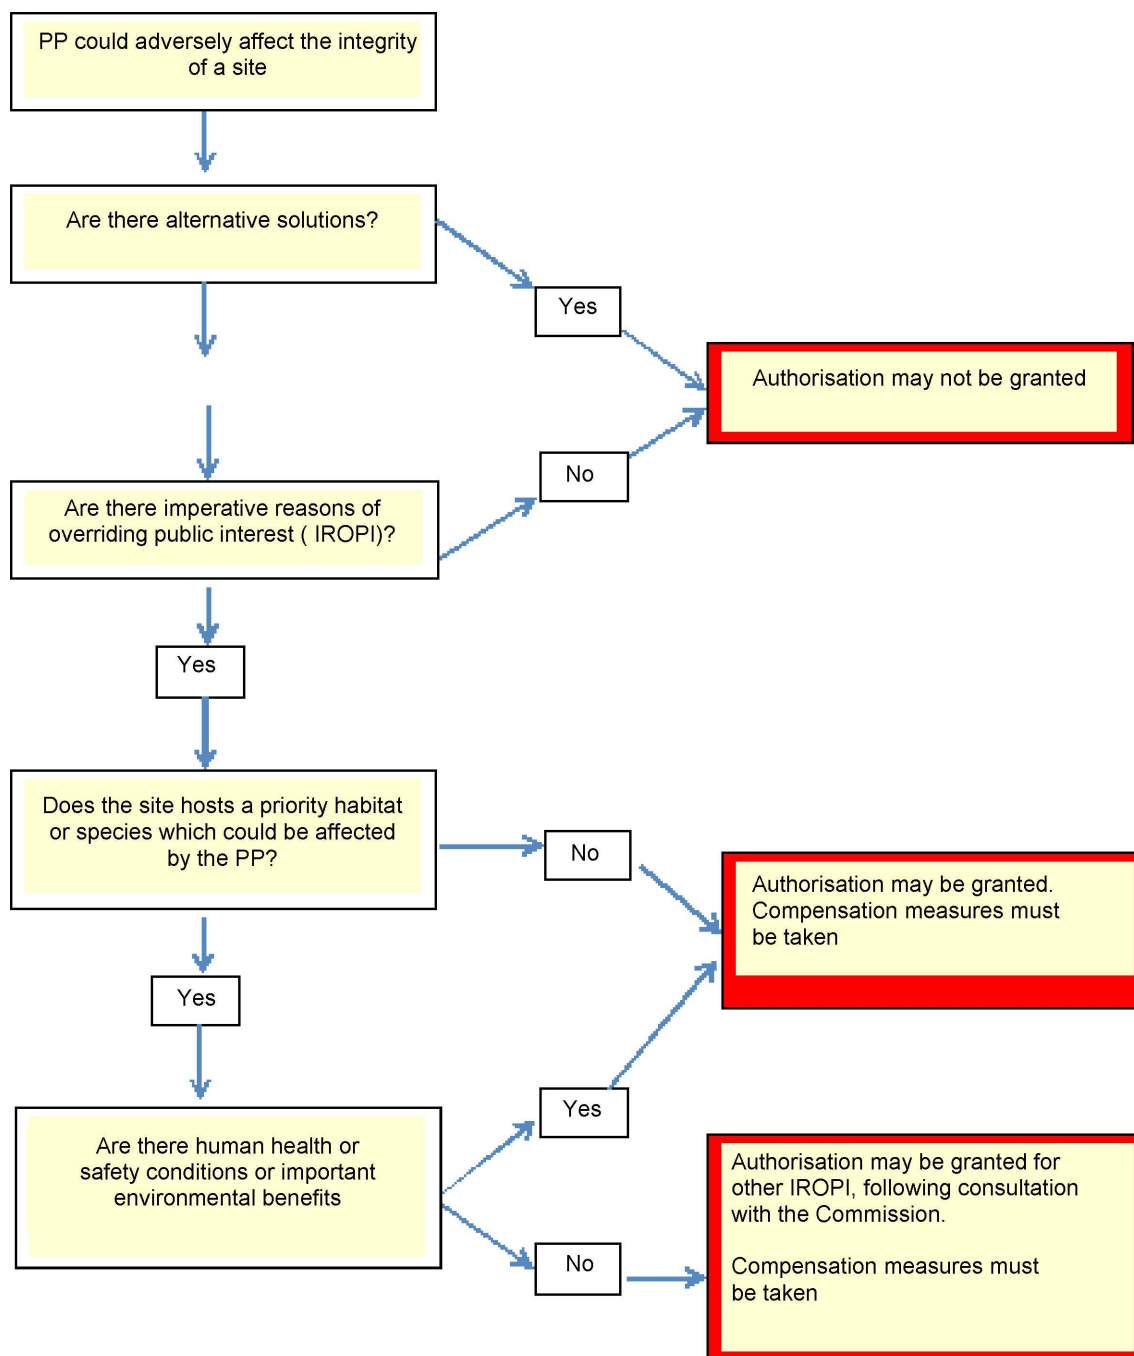 PP could adversely affect the integrity
of a site
Are there alternative solutions?
Yes
Authorisation may not be granted
No
Are there imperative reasons of
overriding public interest ( IROPI)?
Yes
Does the site hosts a priority habitat
or species which could be affected
by the PP?
No
Authorisation may be granted.
Compensation measures must
be taken
Yes
Yes
Are there human health or
safety conditions or important
environmental benefits
Authorisation may be granted for
other IROPI, following consultation
with the Commission.
No
Compensation measures must
be taken